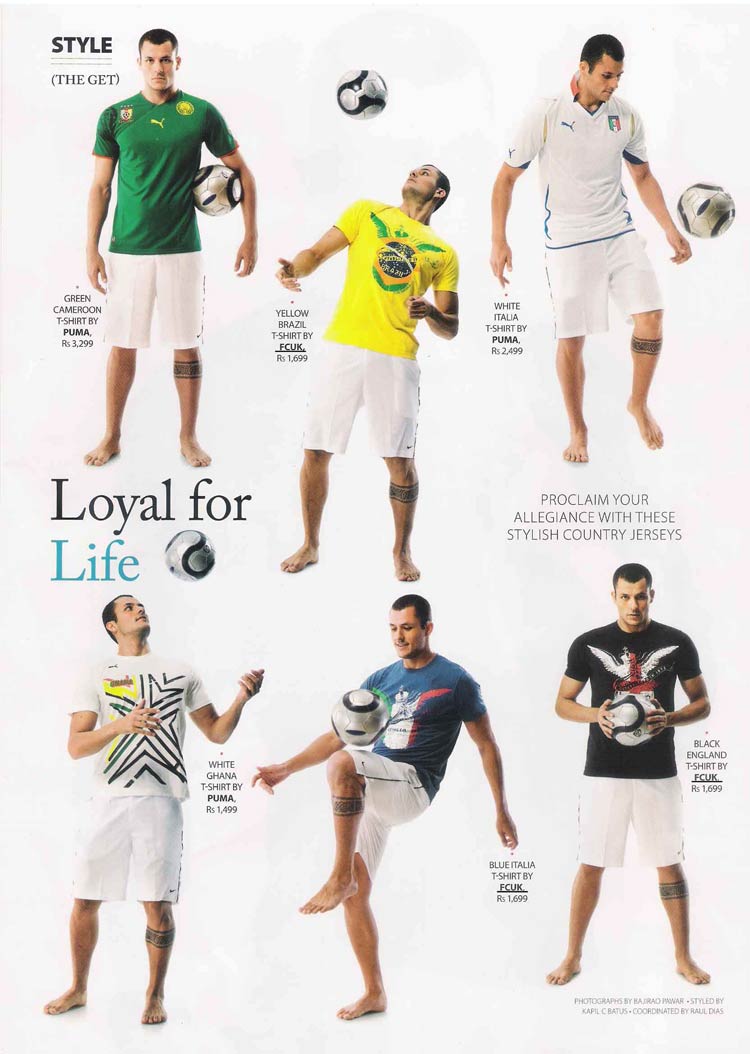 STYLE
(THE GET)
GREEN
CAMEROON
T-SHIRT BY
PUMA,
Rs 3,299
YELLOW
BRAZIL
T-SHIRT BY
FCUK,
Rs 1,699
WHITE
ITALIA
T-SHIRT BY
PUMA,
Rs 2,499
Loyal for
Life
PROCLAIM YOUR
ALLEGIANCE WITH THESE
STYLISH COUNTRY JERSEYS
WHITE
GHANA
T-SHIRT BY
PUMA,
Rs 1,499
BLUE ITALIA
T-SHIRT BY
FCUK,
Rs 1,699
BLACK
ENGLAND
T-SHIRT BY
FCUK,
Rs 1,699
PHOTOGRAPHS BY BAJIRAO PAWAR • STYLED BY
KAPIL C BATUS • COORDINATED BY RAUL DIAS